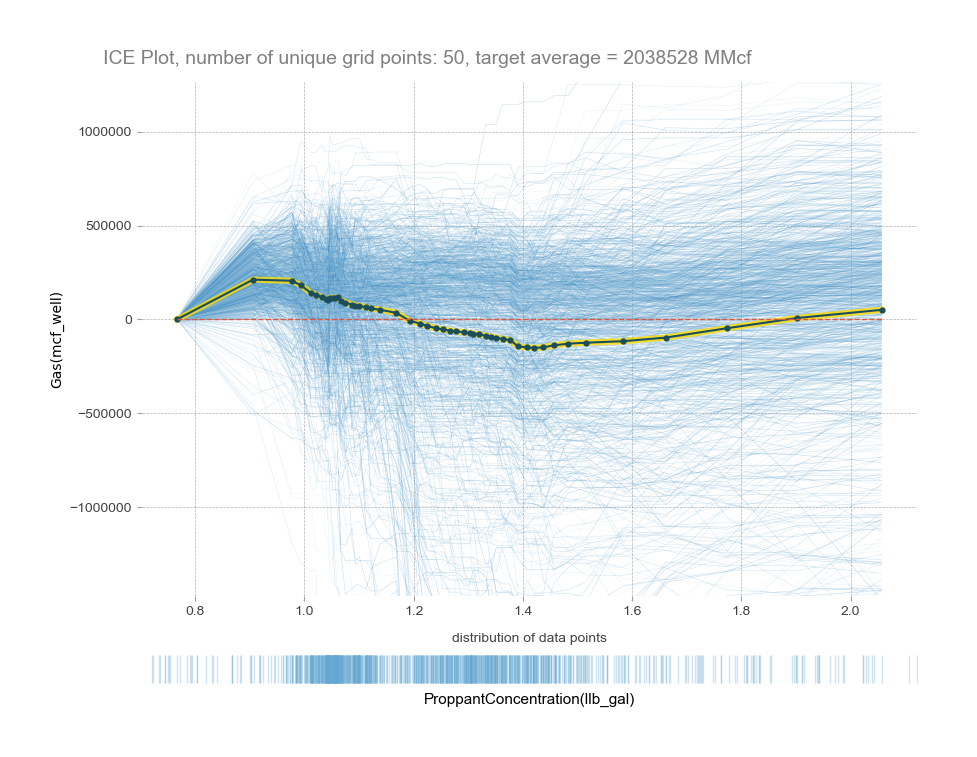 ICE Plot, number of unique grid points: 50, target average = 2038528 MMcf
1000000
500000
0
−500000
−1000000
Gas(mcf_well)
0.8 1.0 1.2 1.4 1.6 1.8 2.0
distribution of data points
ProppantConcentration(llb_gal)